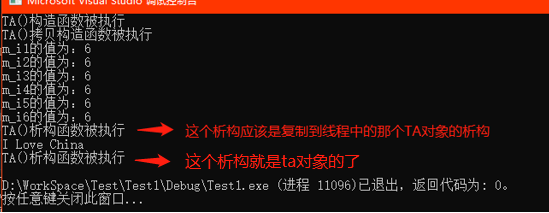 Microsoft Visual Studio 调试控制台
TA()构造函数被执行
TA()拷贝构造函数被执行
m_i1的值为：6
m_i2的值为：6
m_i3的值为：6
m_i4的值为：6
m_i5的值为：6
m_i6的值为：6
TA()析构函数被执行 这个析构应该是复制到线程中的那个TA对象的析构
I Love China
TA()析构函数被执行 这个析构就是ta对象的了
D:\WorkSpace\Test\Test1\Debug\Test1.exe (进程 11096)已退出，返回代码为: 0。
按任意键关闭此窗口...